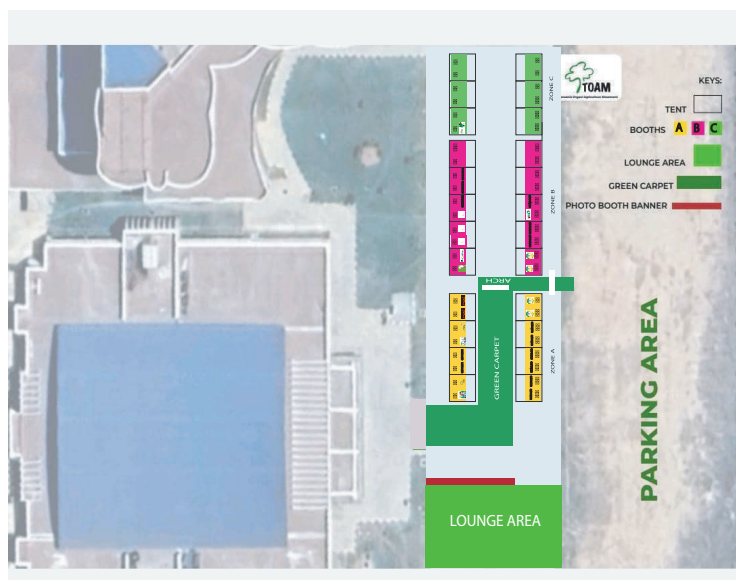 ZONE C
ZONE B
ZONE A
ARCH
GREEN CARPET
LOUNGE AREA
PARKING AREA
TOAM
KEYS:
TENT
BOOTHS A B C
LOUNGE AREA
GREEN CARPET
PHOTO BOOTH BANNER